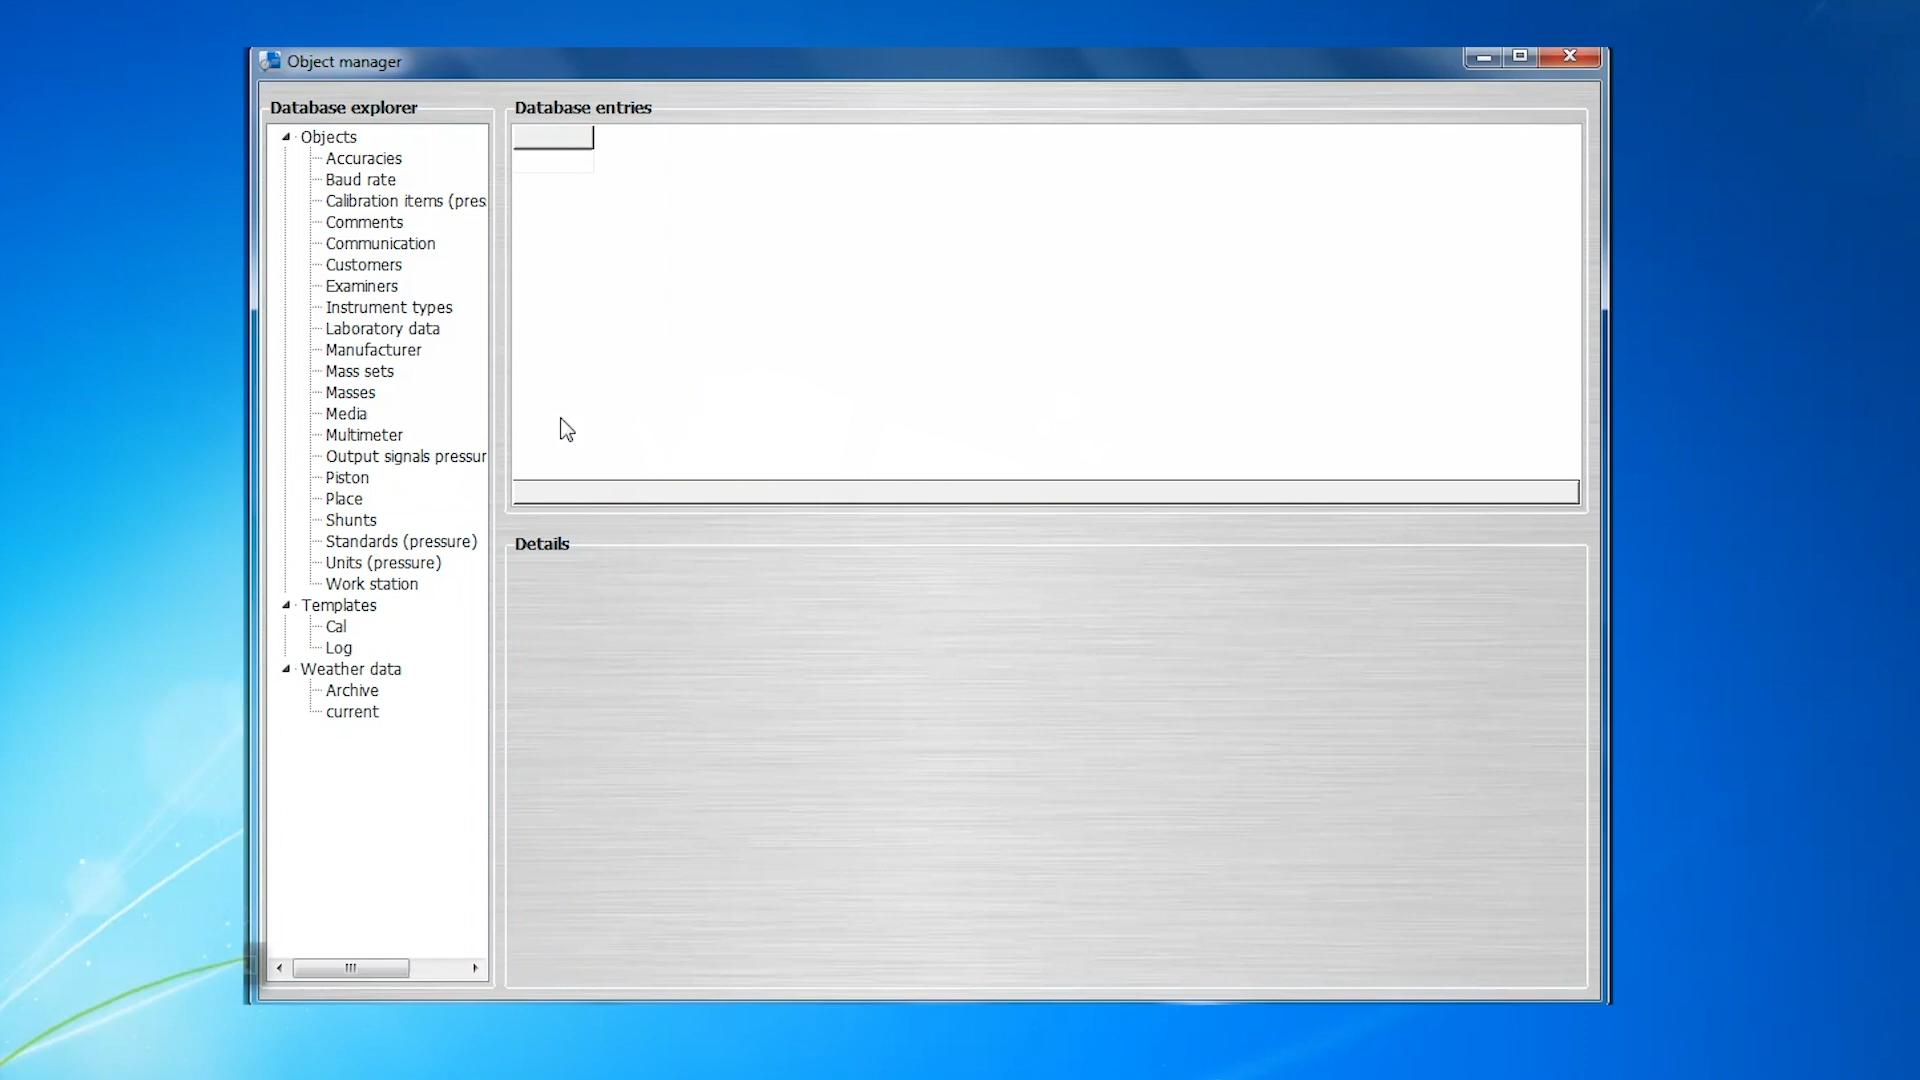 Object manager
Database explorer
Database entries
Objects
Accuracies
Baud rate
Calibration items (pres
Comments
Communication
Customers
Examiners
Instrument types
Laboratory data
Manufacturer
Mass sets
Masses
Media
Multimeter
Output signals pressur
Piston
Place
Shunts
Standards (pressure)
Units (pressure)
Work station
Templates
Cal
Log
Weather data
Archive
current
Details